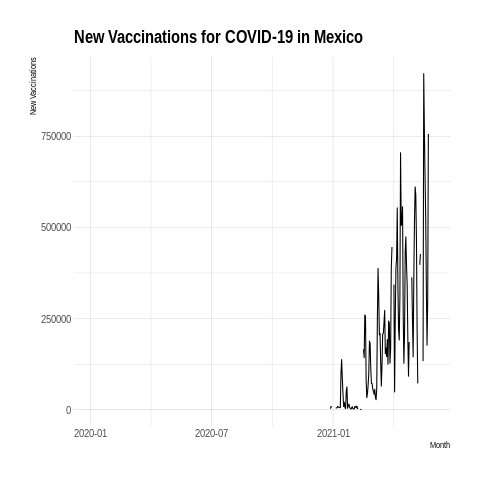 New Vaccinations for COVID-19 in Mexico
New Vaccinations
750000
500000
250000
0
2020-01 2020-07 2021-01
Month